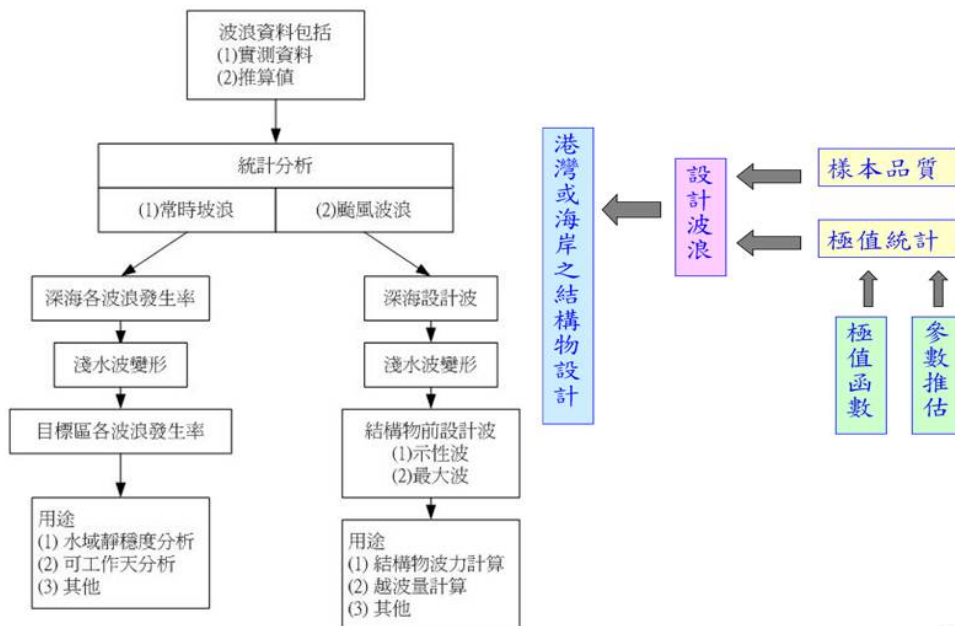 波浪資料包括
(1)實測資料
(2)推算値
統計分析
(1)常時坡浪
(2)颱風波浪
深海各波浪發生率
淺水波變形
目標區各波浪發生率
用途
(1) 水域靜穩度分析
(2) 可工作天分析
(3) 其他
深海設計波
淺水波變形
結構物前設計波
(1)示性波
(2)最大波
用途
(1) 結構物波力計算
(2) 越波量計算
(3) 其他
港灣或海岸之結構物設計
設計波浪
樣本品質
極值統計
極值函數
參數推估